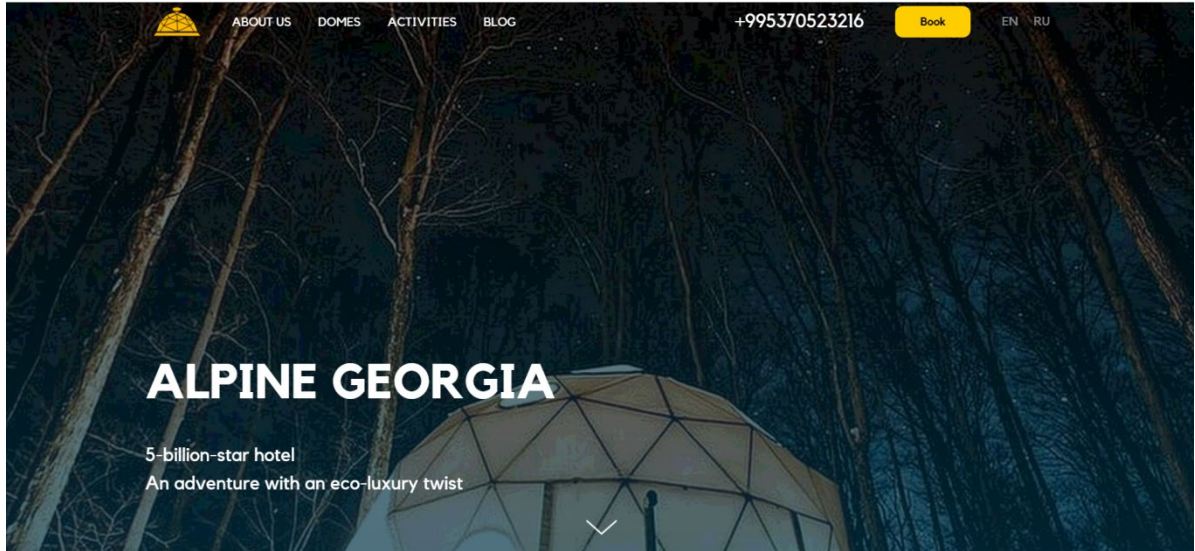 ABOUT US DOMES ACTIVITIES BLOG +995370523216 Book EN RU
ALPINE GEORGIA
5-billion-star hotel
An adventure with an eco-luxury twist